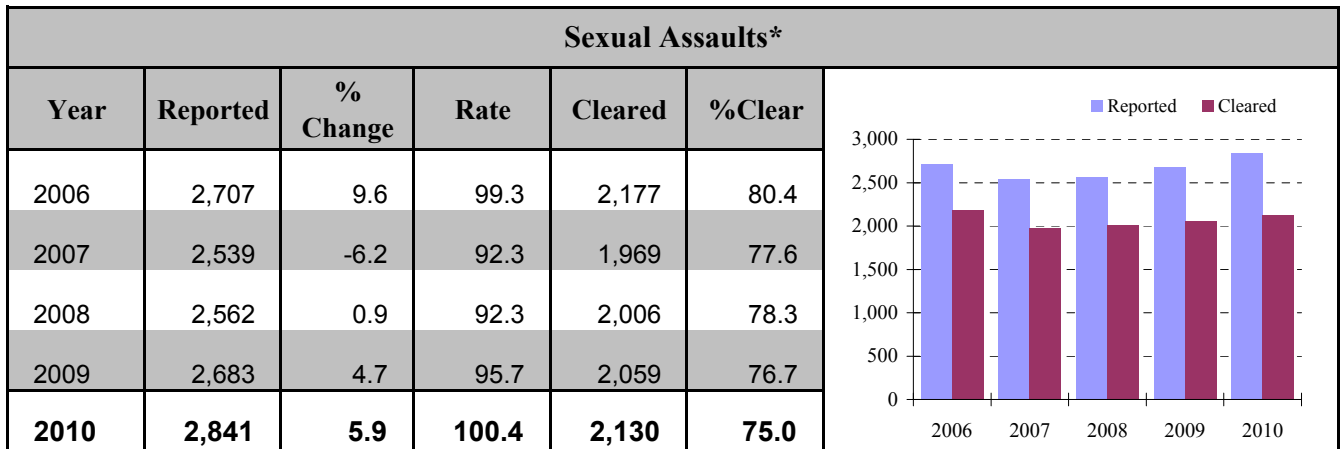 Sexual Assaults*
Year Reported % Change Rate Cleared %Clear
2006 2,707 9.6 99.3 2,177 80.4
2007 2,539 -6.2 92.3 1,969 77.6
2008 2,562 0.9 92.3 2,006 78.3
2009 2,683 4.7 95.7 2,059 76.7
2010 2,841 5.9 100.4 2,130 75.0
Reported Cleared
3,000
2,500
2,000
1,500
1,000
500
0
2006 2007 2008 2009 2010